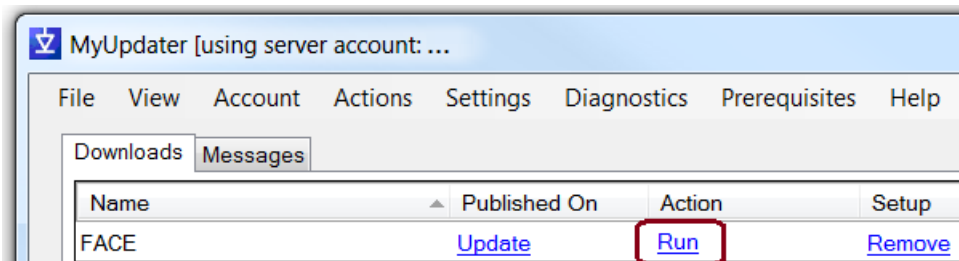 MyUpdater [using server account: ...
File View Account Actions Settings Diagnostics Prerequisites Help
Downloads Messages
Name Published On Action Setup
FACE Update Run Remove